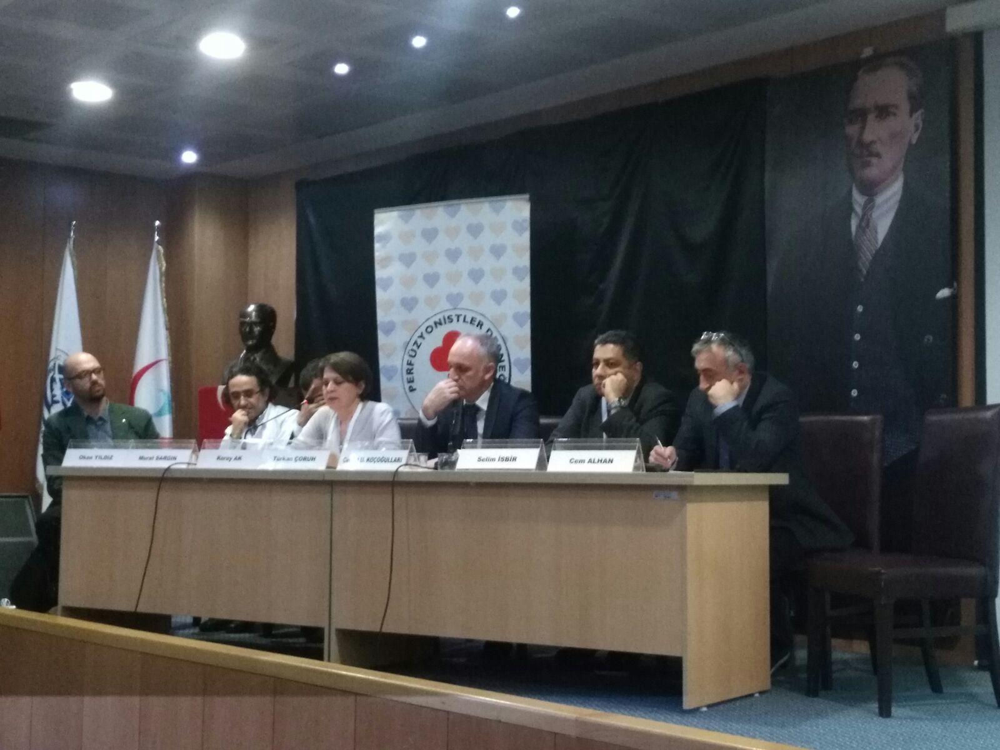 PERFÜZYONİSTLER
Okan YILDIZ
Murat SARGIN
Koray AK
Türkan ÇORUH
U. KOÇOĞULLARI
Selim İSBİR
Cem ALHAN